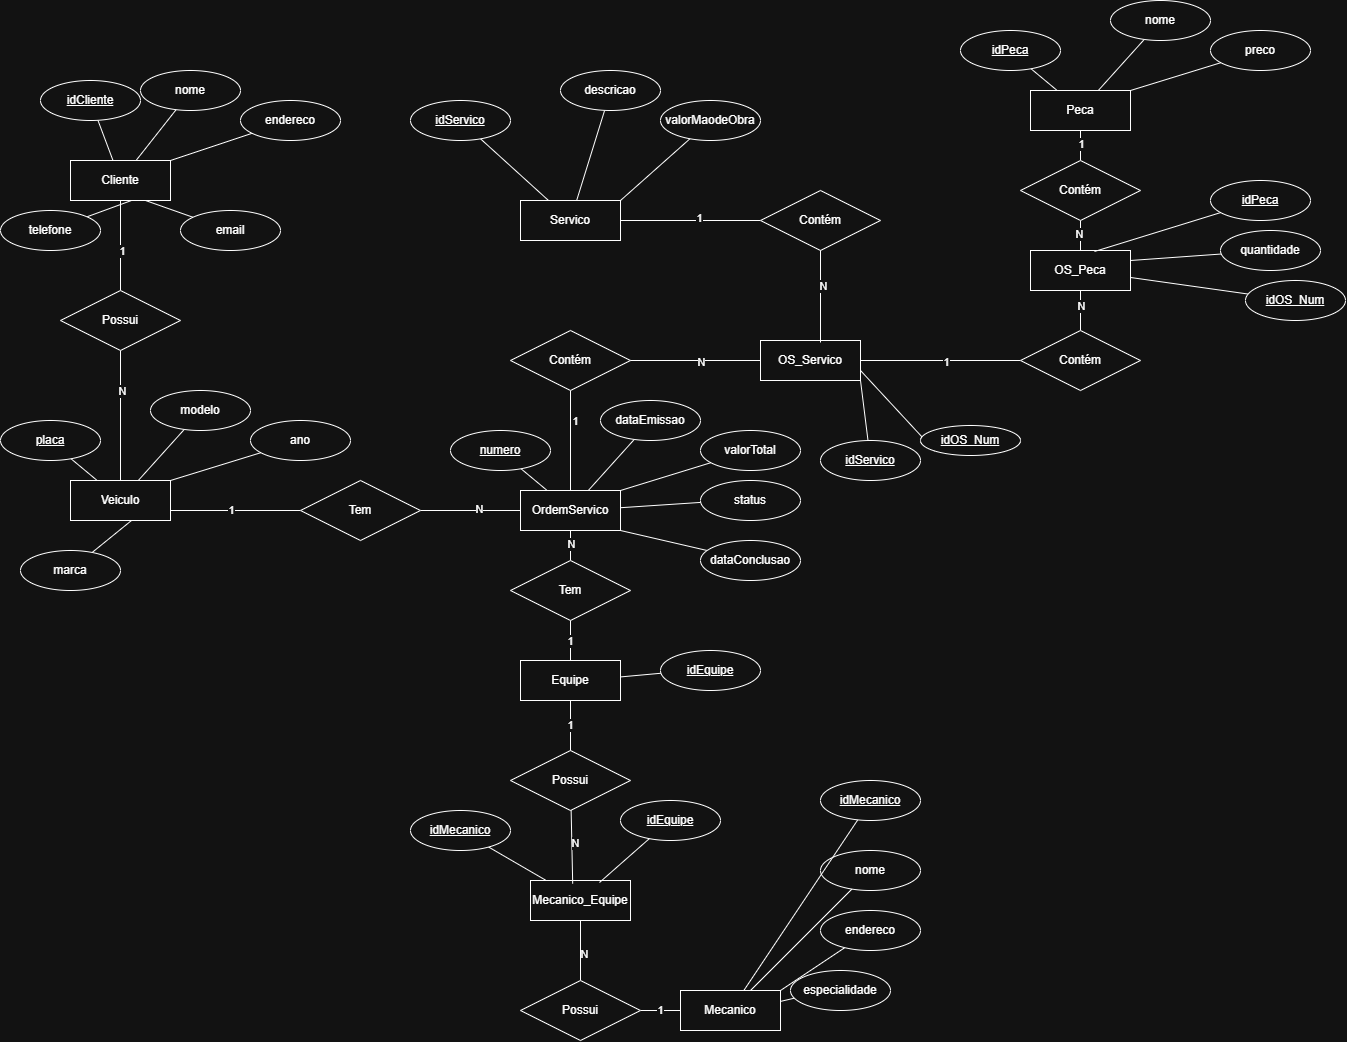 nome
idPeca
preco
Peca
1
Contém
N
idCliente
nome
endereco
Cliente
telefone
email
1
Possui
N
idServico
descricao
valorMaodeObra
Servico
1
Contém
N
idPeca
quantidade
idOS_Num
OS_Peca
N
Contém
1
OS_Servico
N
Contém
1
idServico
idOS_Num
placa
modelo
ano
Veiculo
marca
1
Tem
N
numero
dataEmissao
valorTotal
status
dataConclusao
OrdemServico
N
Tem
1
Equipe
idEquipe
1
Possui
N
idMecanico
idEquipe
Mecanico_Equipe
N
Possui
1
Mecanico
idMecanico
nome
endereco
especialidade